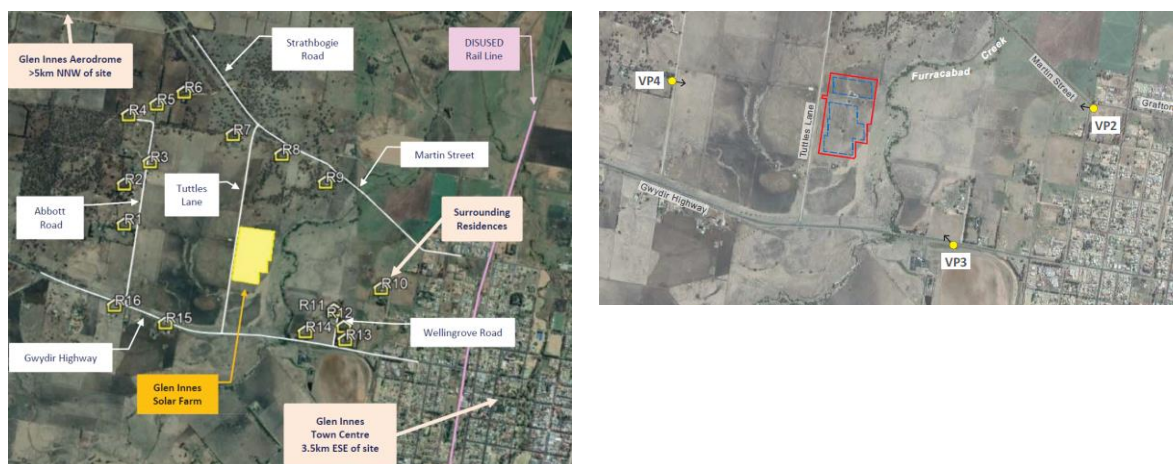 Glen Innes Aerodrome
>5km NNW of site
Strathbogie
Road
DISUSED
Rail Line
R6
R5
R4
R7
R3
R8
Martin Street
R2
R9
Abbott
Road
Tuttles
Lane
Surrounding
Residences
R1
R10
R16
R11
R12
R15
R14
R13
Wellingrove Road
Gwydir Highway
Glen Innes
Solar Farm
Glen Innes
Town Centre
3.5km ESE of site
VP4
Furracabad Creek
Martin Street
Grafton
VP2
Tuttles Lane
Gwydir Highway
VP3